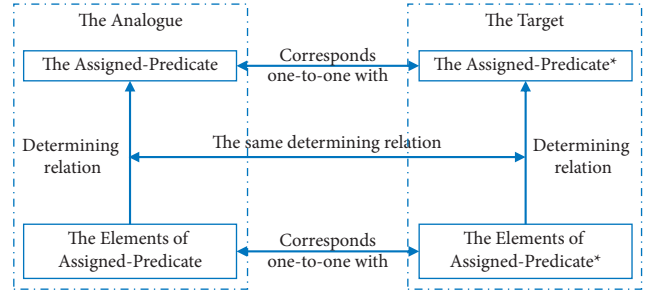 The Analogue
The Target
The Assigned-Predicate
Corresponds
one-to-one with
The Assigned-Predicate*
Determining
relation
The same determining relation
Determining
relation
The Elements of
Assigned-Predicate
Corresponds
one-to-one with
The Elements of
Assigned-Predicate*